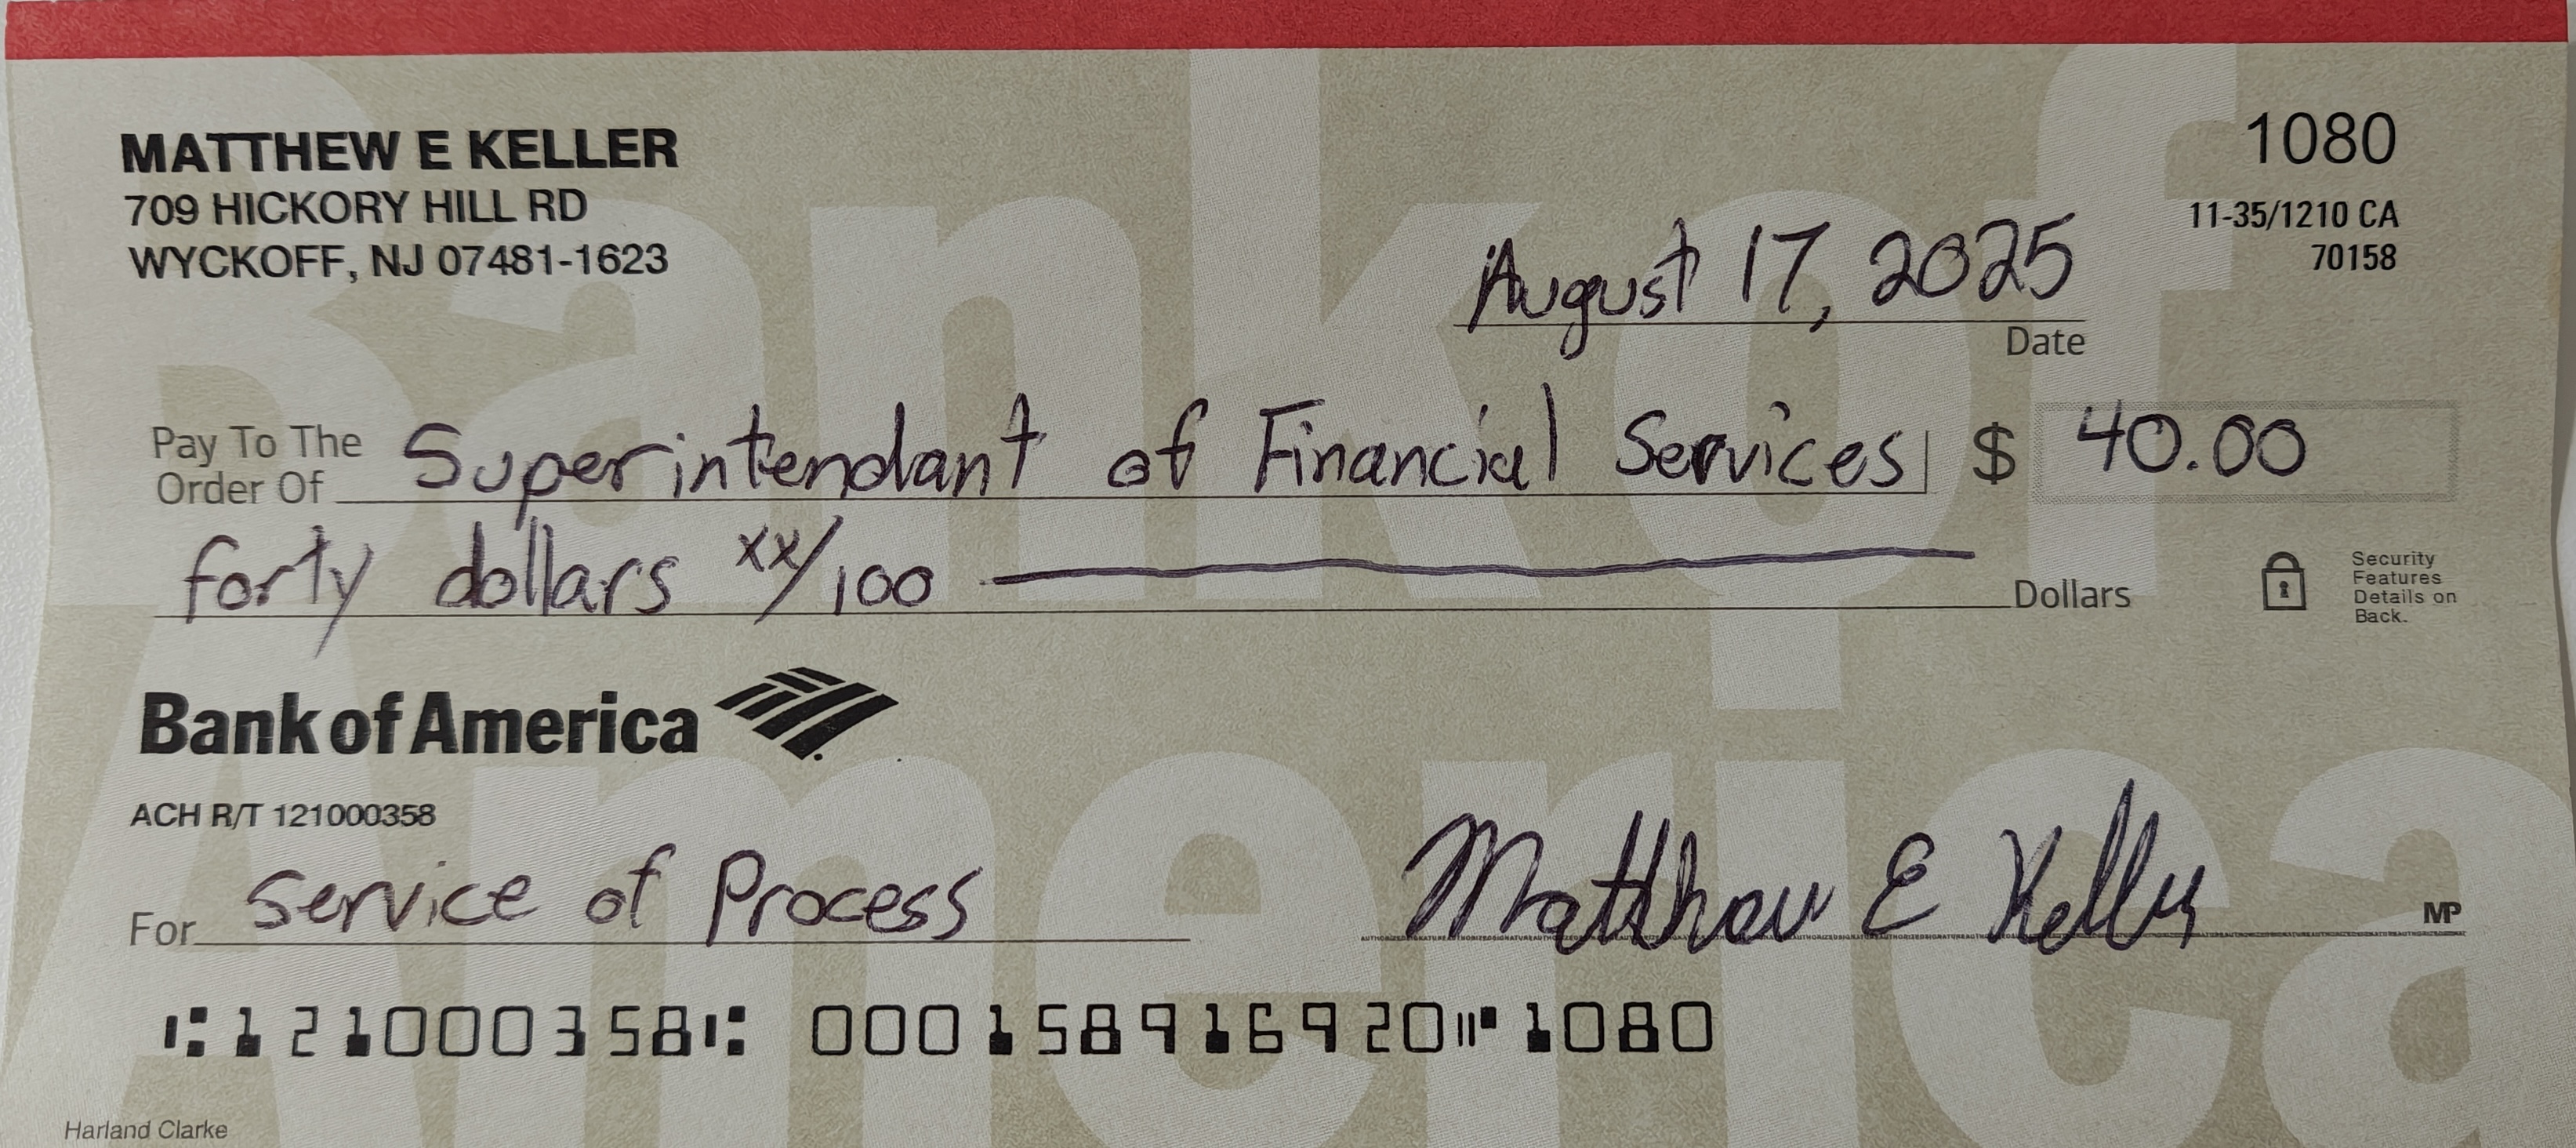 MATTHEW E KELLER
709 HICKORY HILL RD
WYCKOFF, NJ 07481-1623
1080
11-35/1210 CA
70158
August 17, 2025
Date
Pay To The
Order Of
Superintendant of Financial Services
$ 40.00
forty dollars xx/100
Dollars
Security
Features
Details on
Back.
Bank of America
ACH R/T 121000358
For Service of Process
Matthew E Keller
MP
⑆121000358⑆ 000158916920⑈1080
Harland Clarke
Bank of
America